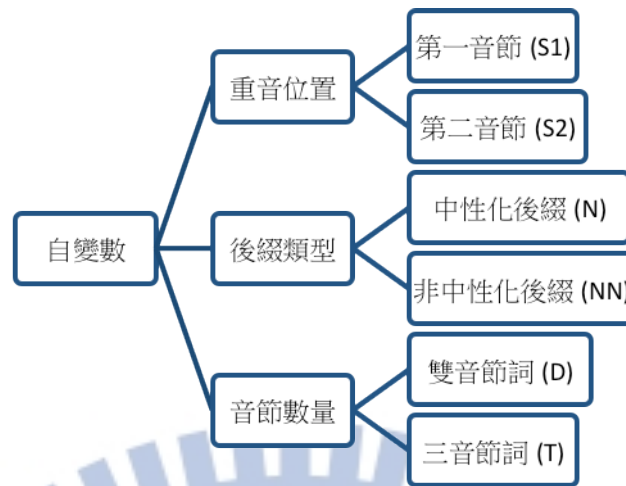 自變數
重音位置
第一音節 (S1)
第二音節 (S2)
後綴類型
中性化後綴 (N)
非中性化後綴 (NN)
音節數量
雙音節詞 (D)
三音節詞 (T)